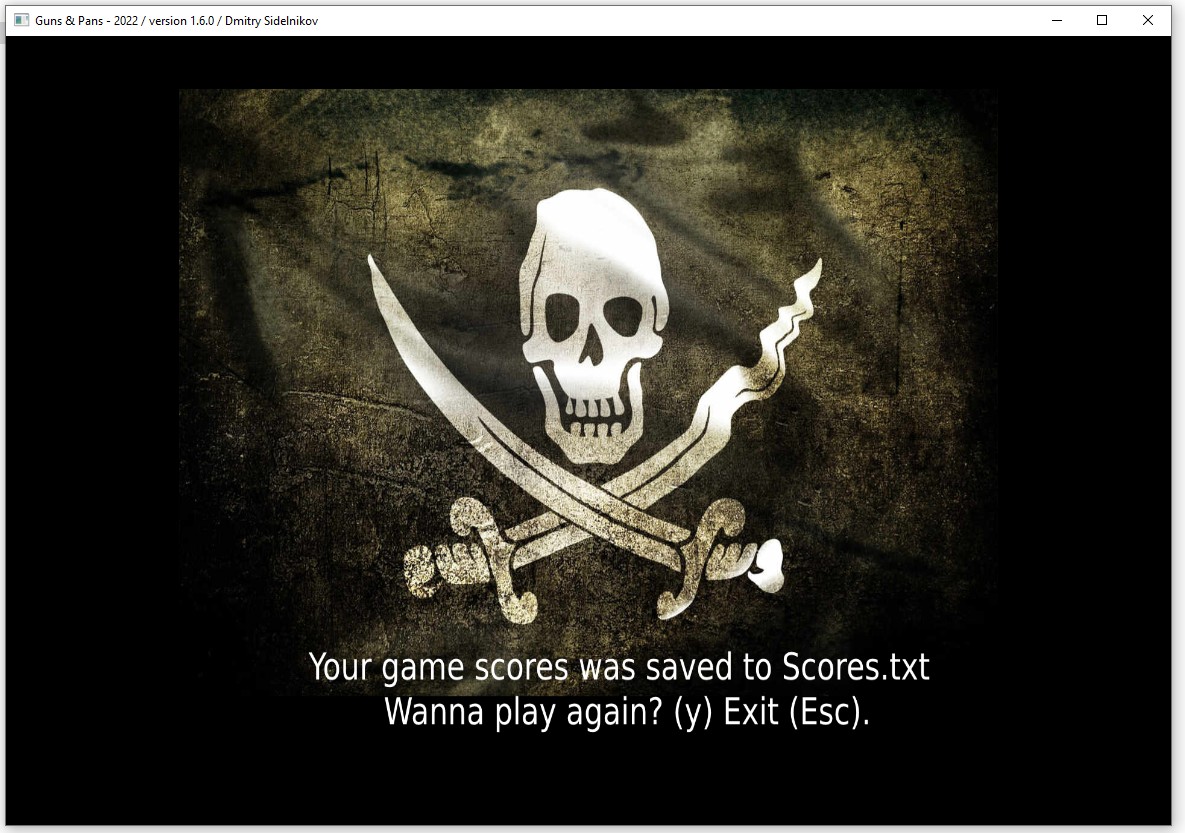 Guns & Pans - 2022 / version 1.6.0 / Dmitry Sidelnikov
Your game scores was saved to Scores.txt
Wanna play again? (y) Exit (Esc).